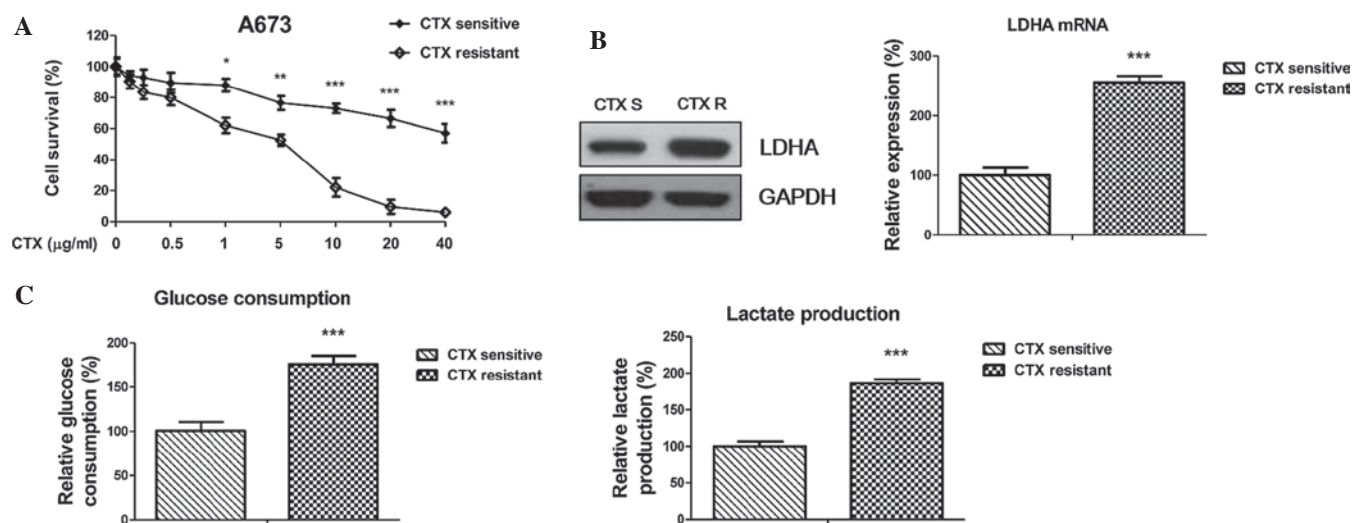 A
A673
CTX sensitive
CTX resistant
Cell survival (%)
120
100
80
60
40
20
0
* ** *** *** ***
CTX (μg/ml) 0 0.5 1 5 10 20 40
B
CTX S CTX R
LDHA
GAPDH
LDHA mRNA
Relative expression (%)
300
200
100
0
***
CTX sensitive
CTX resistant
C
Glucose consumption
Relative glucose
consumption (%)
200
150
100
50
0
***
CTX sensitive
CTX resistant
Lactate production
Relative lactate
production (%)
250
200
150
100
50
0
***
CTX sensitive
CTX resistant